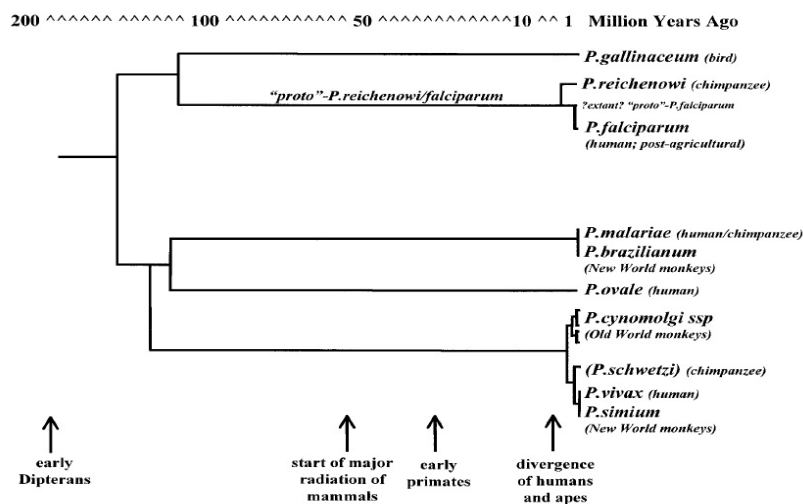 200 ^^^^^^ ^^^^^^^^ 100 ^^^^^^^^^^^^^ 50 ^^^^^^^^^^^^^ 10 ^^ 1 Million Years Ago
P.gallinaceum (bird)
P.reichenowi (chimpanzee)
"proto"-P.reichenowi/falciparum
?extant? "proto"-P.falciparum
P.falciparum
(human; post-agricultural)
P.malariae (human/chimpanzee)
P.brazilianum
(New World monkeys)
P.ovale (human)
P.cynomolgi ssp
(Old World monkeys)
(P.schwetzi) (chimpanzee)
P.vivax (human)
P.simium
(New World monkeys)
early
Dipterans
start of major
radiation of
mammals
early
primates
divergence
of humans
and apes